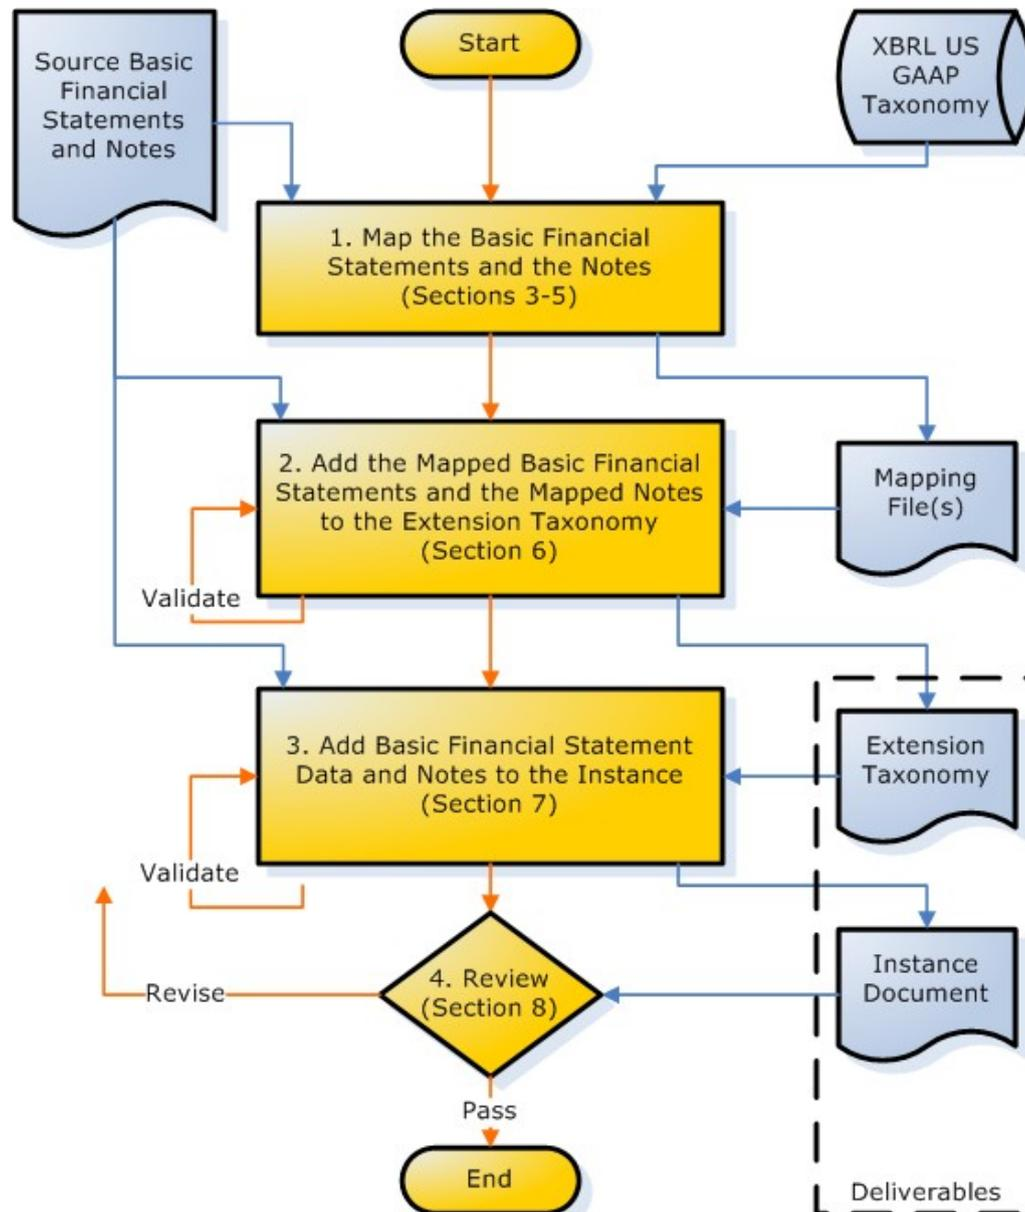 Source Basic
Financial
Statements
and Notes
Start
XBRL US
GAAP
Taxonomy
1. Map the Basic Financial
Statements and the Notes
(Sections 3-5)
2. Add the Mapped Basic Financial
Statements and the Mapped Notes
to the Extension Taxonomy
(Section 6)
Mapping
File(s)
Validate
3. Add Basic Financial Statement
Data and Notes to the Instance
(Section 7)
Extension
Taxonomy
Validate
4. Review
(Section 8)
Revise
Instance
Document
Pass
End
Deliverables